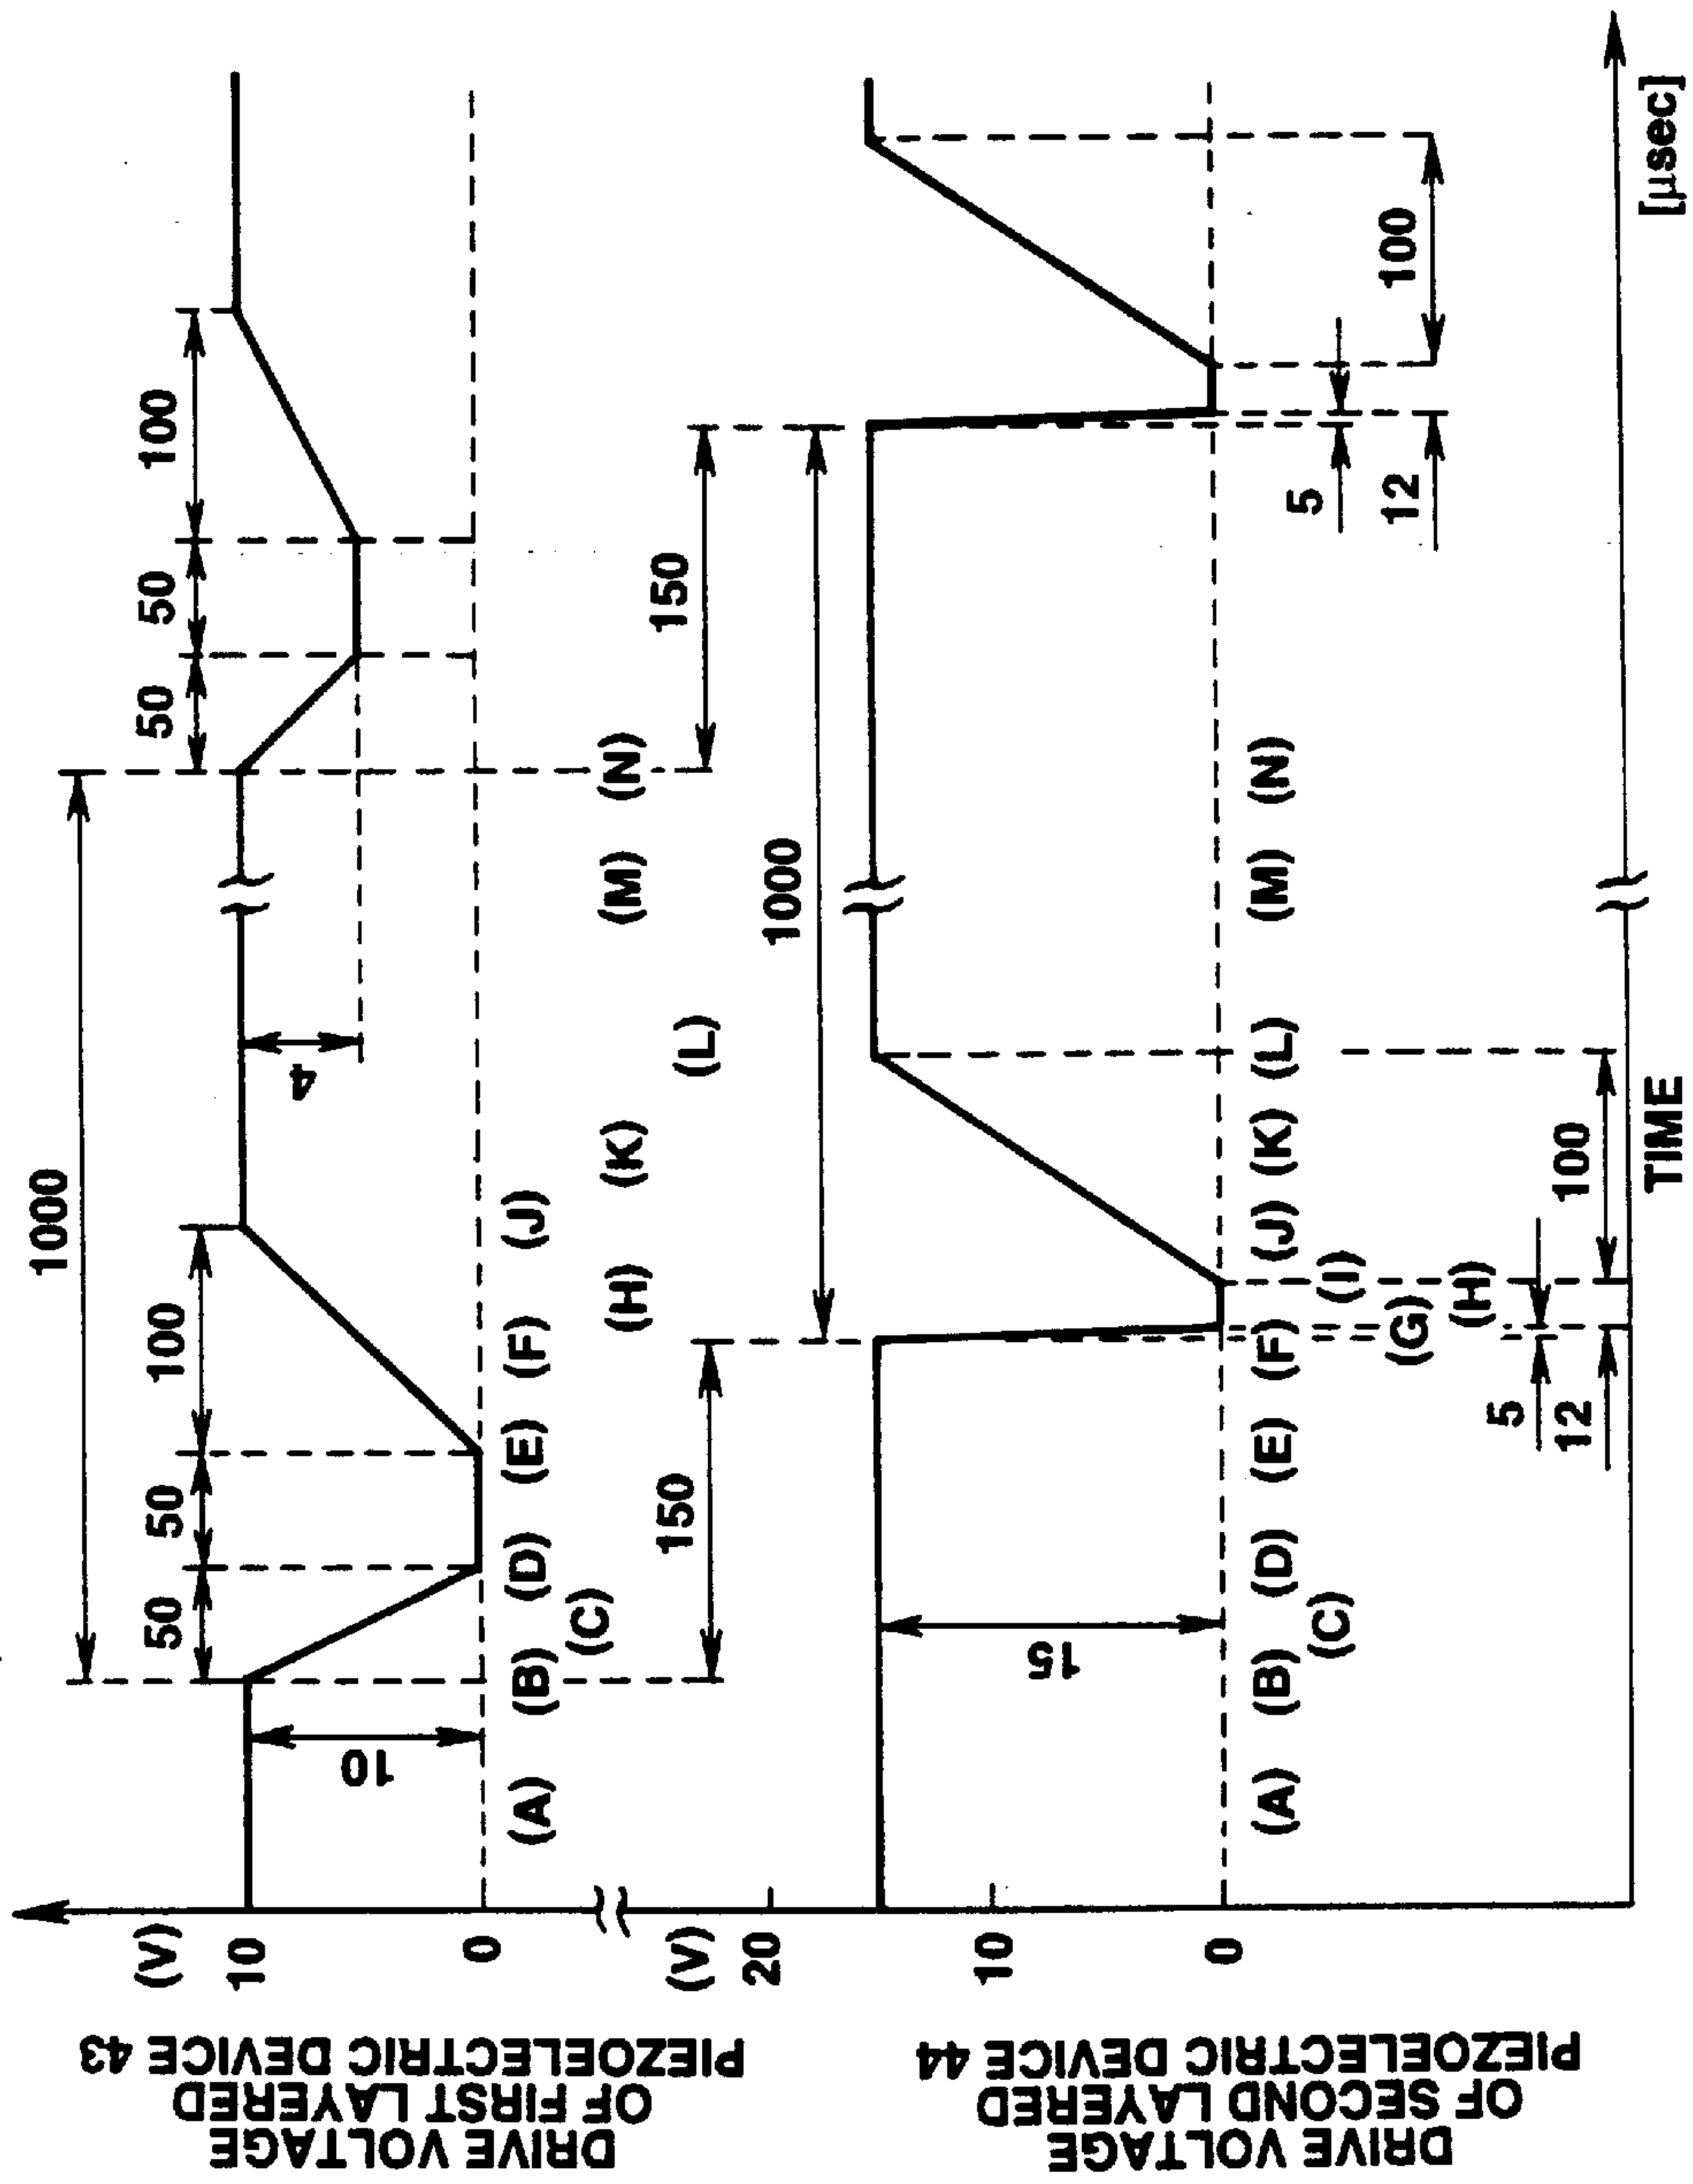 DRIVE VOLTAGE
OF FIRST LAYERED
PIEZOELECTRIC DEVICE 43
(V)
10
0
1000
50
50
100
50
50
100
10
4
(A)
(B)
(C)
(D)
(E)
(F)
(H)
(J)
(K)
(L)
(M)
(N)
DRIVE VOLTAGE
OF SECOND LAYERED
PIEZOELECTRIC DEVICE 44
(V)
20
10
0
150
1000
150
15
(A)
(B)
(C)
(D)
(E)
(F)
(G)
(H)
(I)
(J)
(K)
(L)
(M)
(N)
5
12
100
5
12
100
TIME
[μsec]